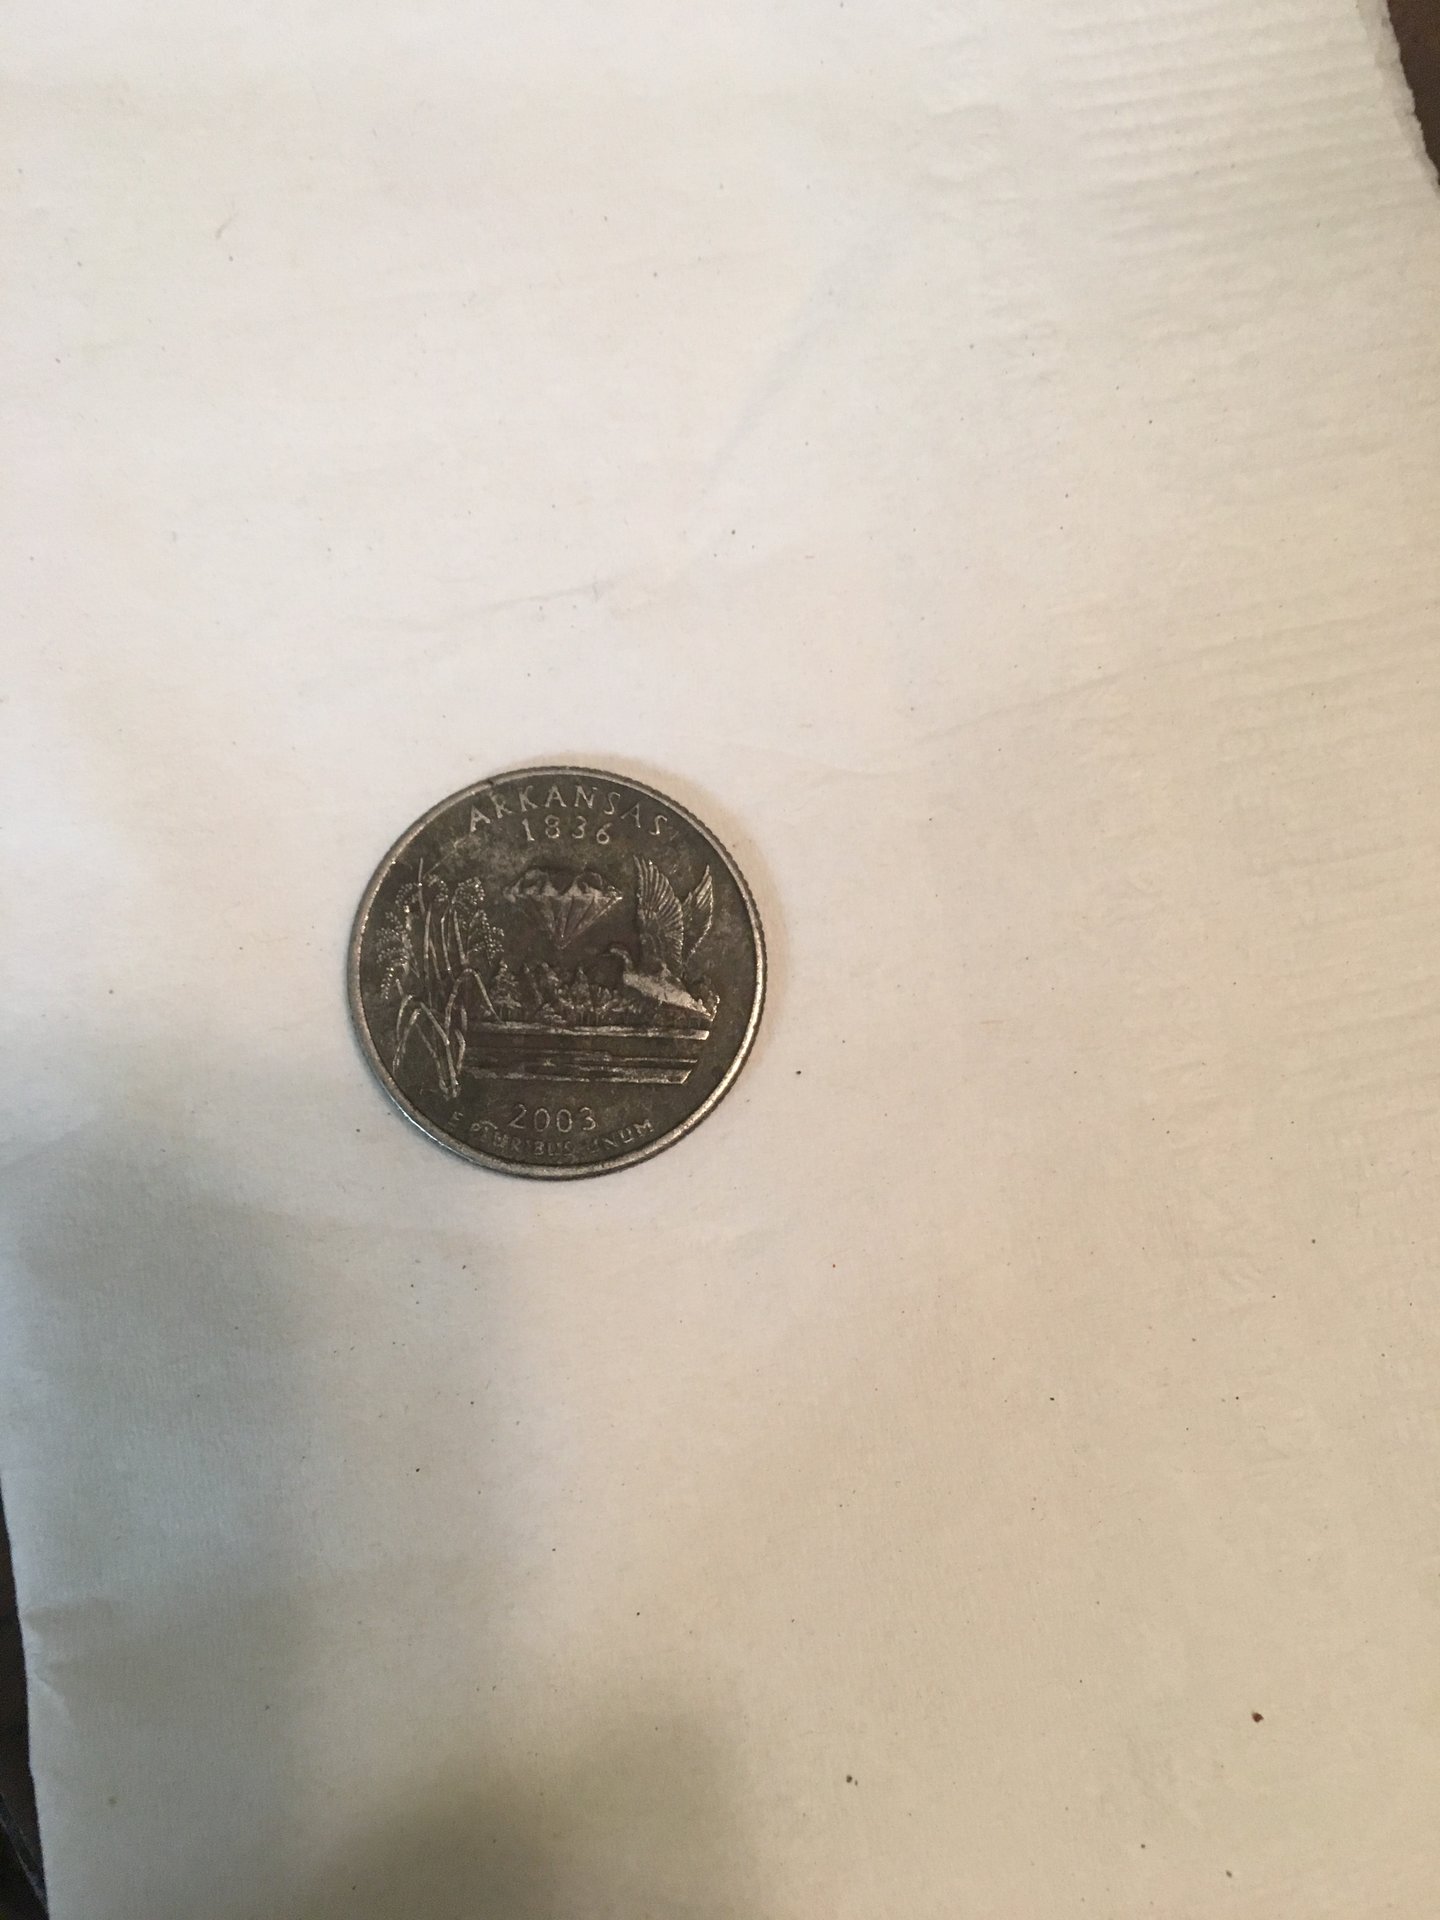 ARKANSAS
1836
2003
E PLURIBUS UNUM